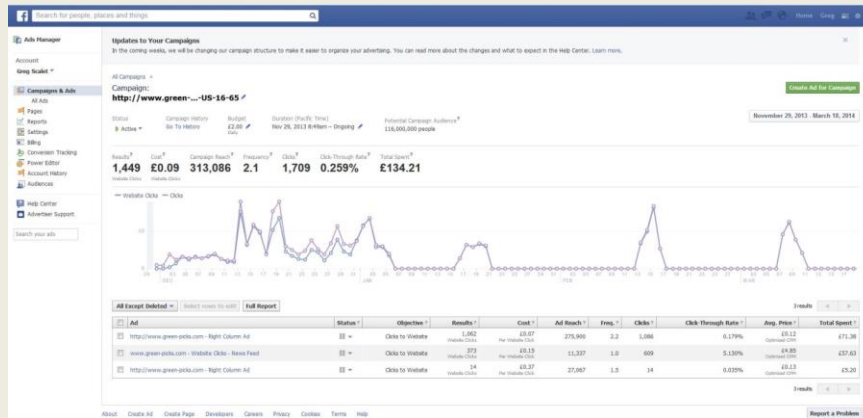 Search for people, places and things
Home Greg
Ads Manager
Account
Greg Scalet
Campaigns & Ads
All Ads
Pages
Reports
Settings
Billing
Conversion Tracking
Power Editor
Account History
Audiences
Help Center
Advertiser Support
Search your ads
Updates to Your Campaigns
In the coming weeks, we will be changing our campaign structure to make it easier to organize your advertising. You can read more about the changes and what to expect in the Help Center. Learn more.
All Campaigns
Campaign:
http://www.green-...-US-16-65
Create Ad for Campaign
November 29, 2013 - March 18, 2014
Status Campaign History Budget Duration (Pacific Time) Potential Campaign Audience ?
Active Go To History £2.00 Nov 29, 2013 8:49am – Ongoing 116,000,000 people
Daily
Results ? Cost ? Campaign Reach ? Frequency ? Clicks ? Click-Through Rate ? Total Spent ?
1,449 £0.09 313,086 2.1 1,709 0.259% £134.21
Website Clicks Website Clicks
Website Clicks Clicks
DEC JAN FEB MAR
All Except Deleted Select rows to edit Full Report 3 results
Ad Status ? Objective ? Results ? Cost ? Ad Reach ? Freq. ? Clicks ? Click-Through Rate ? Avg. Price ? Total Spent ?
http://www.green-picks.com - Right Column Ad Clicks to Website 1,062 £0.07 275,900 2.2 1,086 0.179% £0.12 £71.38
Website Clicks Per Website Click Optimized CPM
www.green-picks.com - Website Clicks - News Feed Clicks to Website 373 £0.15 11,337 1.0 609 5.130% £4.85 £57.63
Website Clicks Per Website Click Optimized CPM
http://www.green-picks.com - Right Column Ad Clicks to Website 14 £0.37 27,067 1.5 14 0.035% £0.13 £5.20
Website Clicks Per Website Click Optimized CPM
3 results
About Create Ad Create Page Developers Careers Privacy Cookies Terms Help
Report a Problem